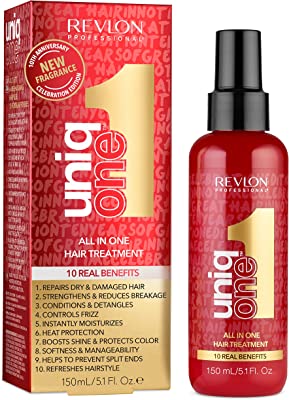 REVLON
PROFESSIONAL
10TH ANNIVERSARY
NEW
FRAGRANCE
CELEBRATION EDITION
uniq
one
1
ALL IN ONE
HAIR TREATMENT
10 REAL BENEFITS
1. REPAIRS DRY & DAMAGED HAIR
2. STRENGTHENS & REDUCES BREAKAGE
3. CONDITIONS & DETANGLES
4. CONTROLS FRIZZ
5. INSTANTLY MOISTURIZES
6. HEAT PROTECTION
7. BOOSTS SHINE & PROTECTS COLOR
8. SOFTNESS & MANAGEABILITY
9. HELPS TO PREVENT SPLIT ENDS
10. REFRESHES HAIRSTYLE
150mL/5.1 Fl. Oz.℮
REVLON
PROFESSIONAL
uniq
one
1
ALL IN ONE
HAIR TREATMENT
10 REAL BENEFITS
150 mL/5.1 Fl. Oz.℮